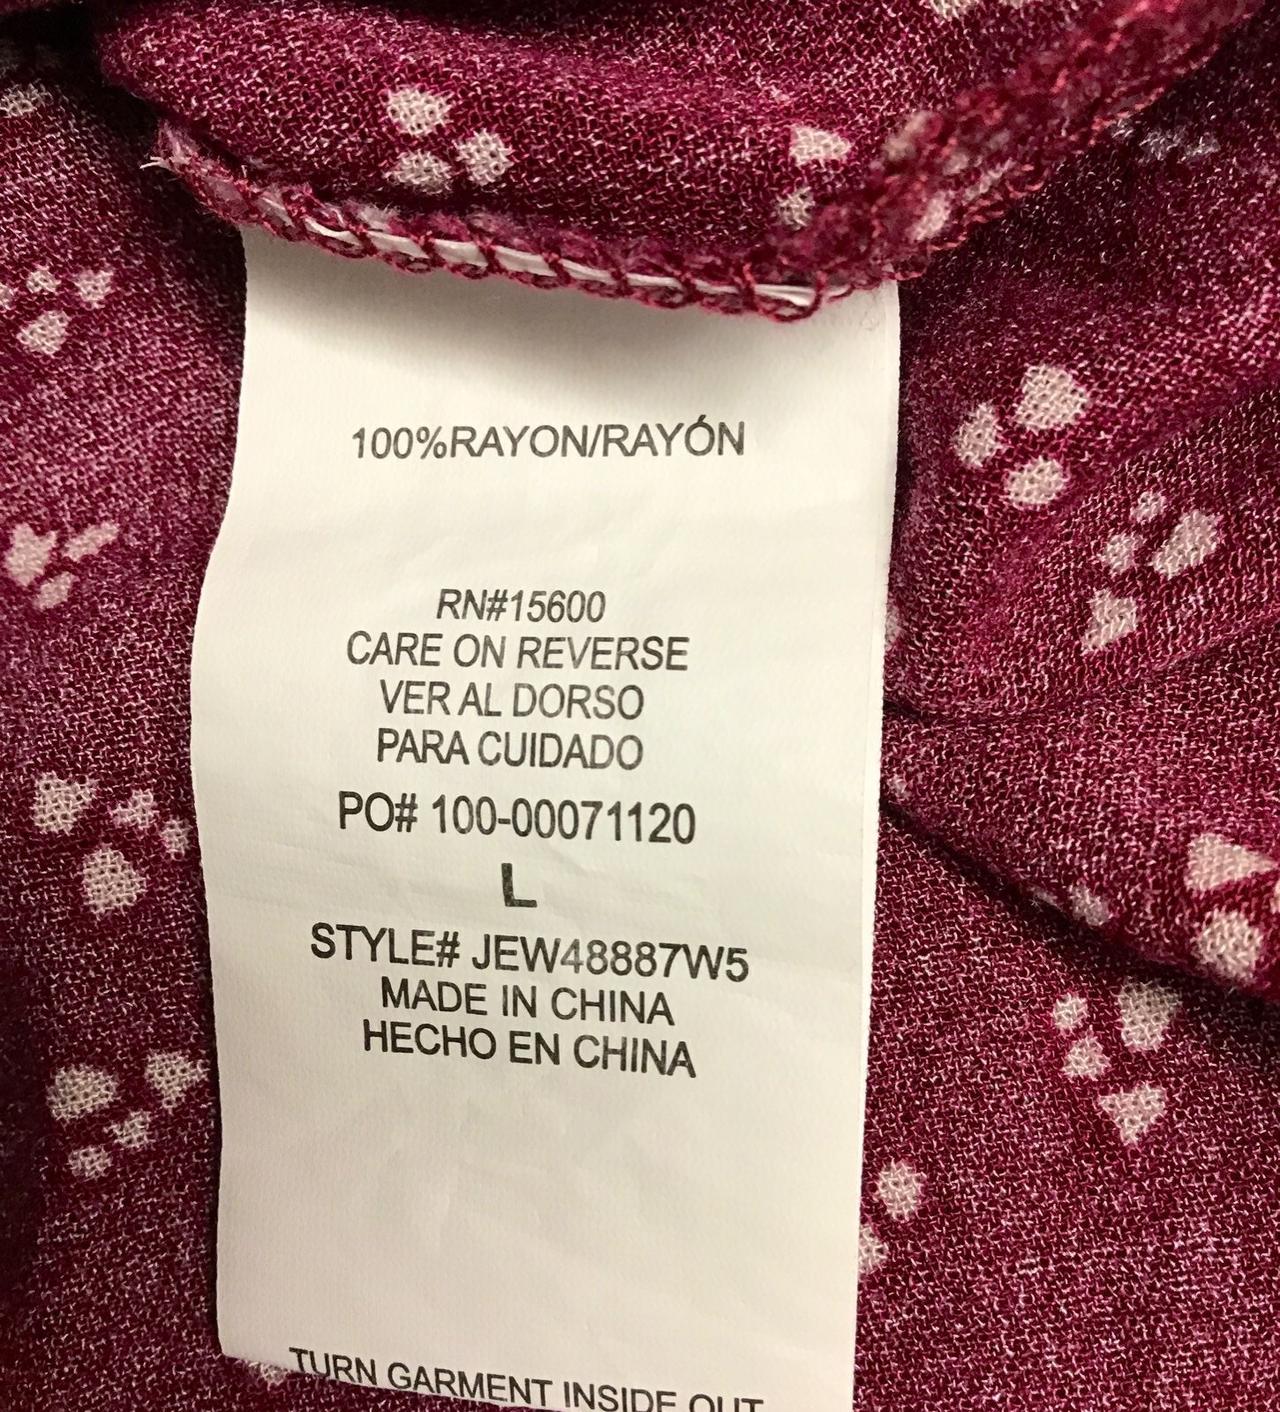 100%RAYON/RAYÓN
RN#15600
CARE ON REVERSE
VER AL DORSO
PARA CUIDADO
PO# 100-00071120
L
STYLE# JEW48887W5
MADE IN CHINA
HECHO EN CHINA
TURN GARMENT INSIDE OUT